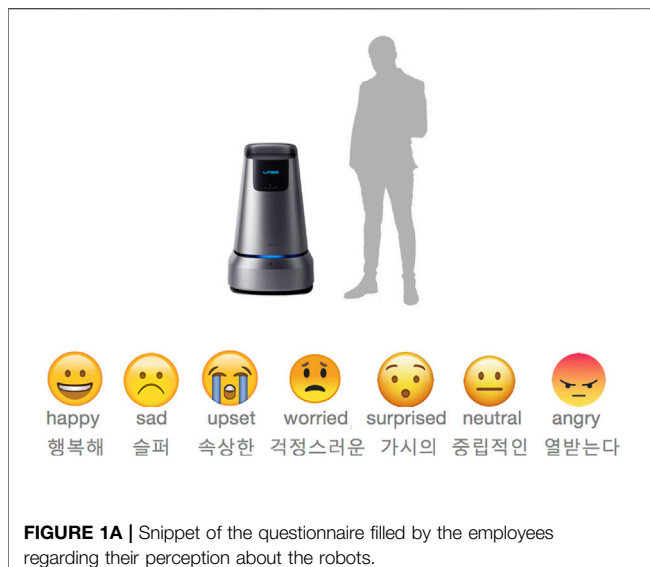 happy sad upset worried surprised neutral angry
행복해 슬퍼 속상한 걱정스러운 가시의 중립적인 열받는다
FIGURE 1A | Snippet of the questionnaire filled by the employees
regarding their perception about the robots.